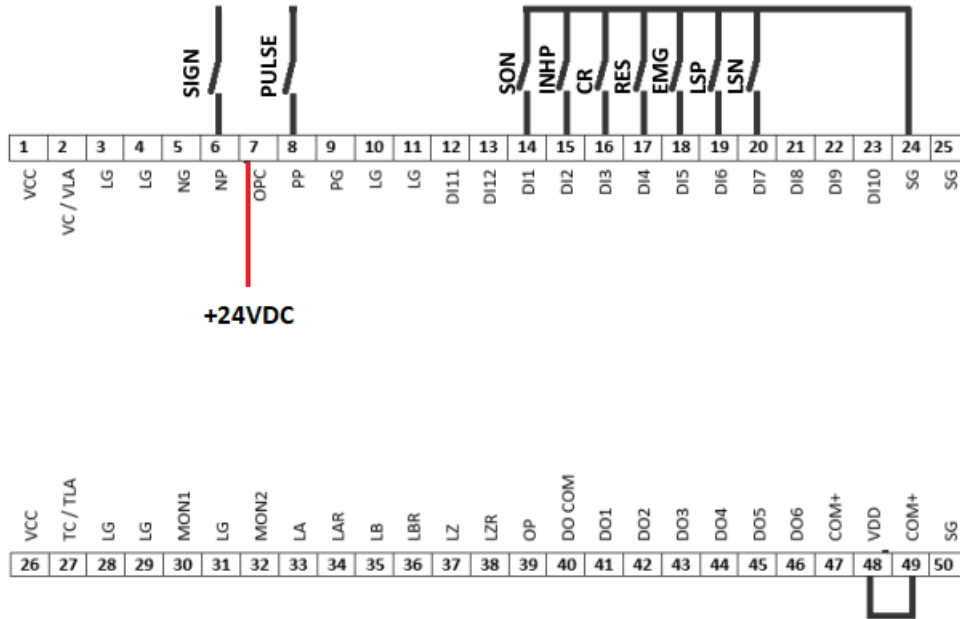 SIGN PULSE SON INHP CR RES EMG LSP LSN
1 2 3 4 5 6 7 8 9 10 11 12 13 14 15 16 17 18 19 20 21 22 23 24 25
VCC VC / VLA LG LG NG NP OPC PP PG LG LG DI11 DI12 DI1 DI2 DI3 DI4 DI5 DI6 DI7 DI8 DI9 DI10 SG SG
+24VDC
VCC TC / TLA LG LG MON1 LG MON2 LA LAR LB LBR LZ LZR OP DO COM DO1 DO2 DO3 DO4 DO5 DO6 COM+ VDD COM+ SG
26 27 28 29 30 31 32 33 34 35 36 37 38 39 40 41 42 43 44 45 46 47 48 49 50